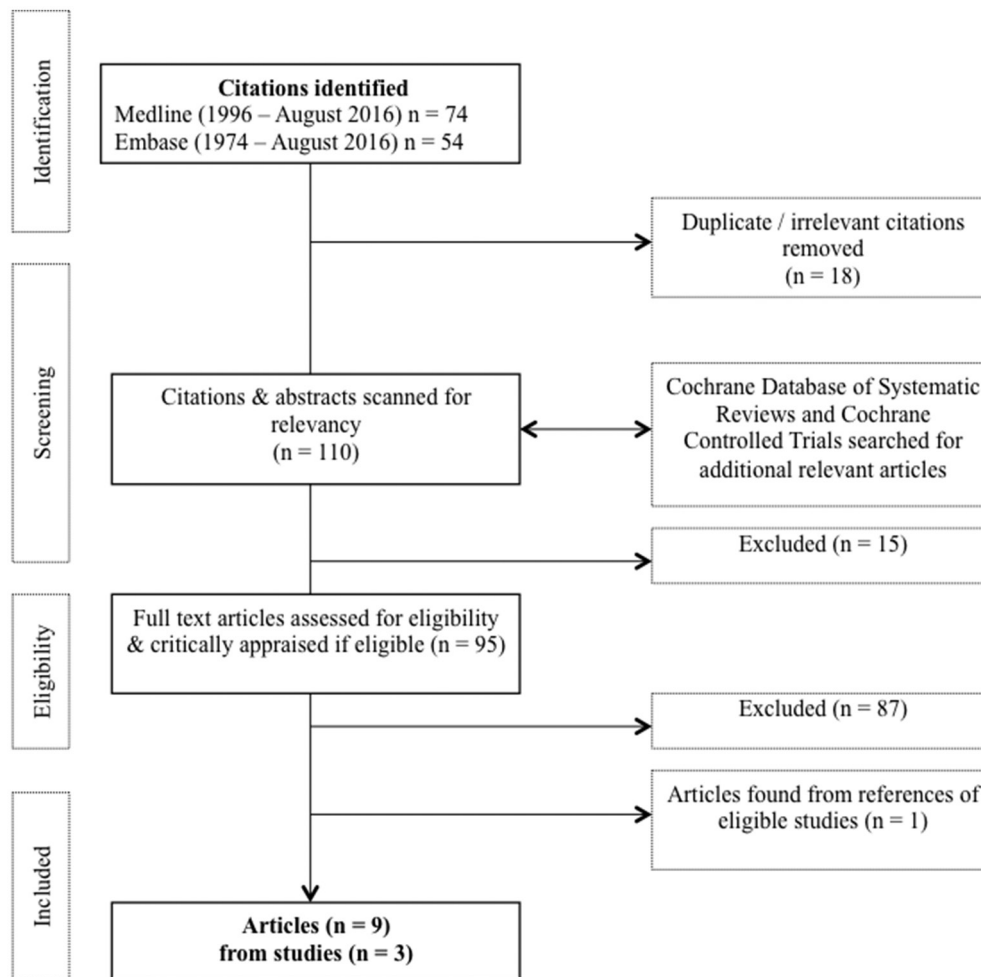 Identification
Citations identified
Medline (1996 – August 2016) n = 74
Embase (1974 – August 2016) n = 54
Duplicate / irrelevant citations
removed
(n = 18)
Screening
Citations & abstracts scanned for
relevancy
(n = 110)
Cochrane Database of Systematic
Reviews and Cochrane
Controlled Trials searched for
additional relevant articles
Excluded (n = 15)
Eligibility
Full text articles assessed for eligibility
& critically appraised if eligible (n = 95)
Excluded (n = 87)
Articles found from references of
eligible studies (n = 1)
Included
Articles (n = 9)
from studies (n = 3)